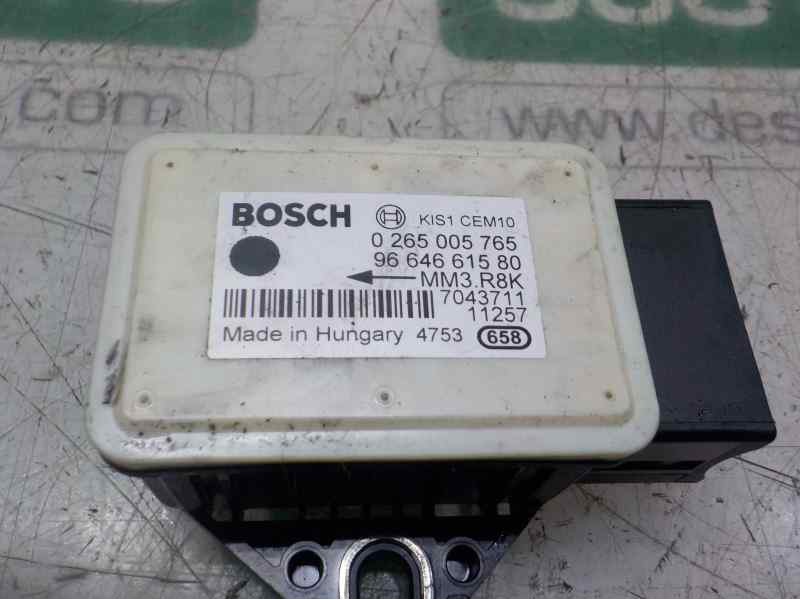 com
www.des
BOSCH KIS1 CEM10
0 265 005 765
96 646 615 80
MM3.R8K
7043711
11257
Made in Hungary 4753 658